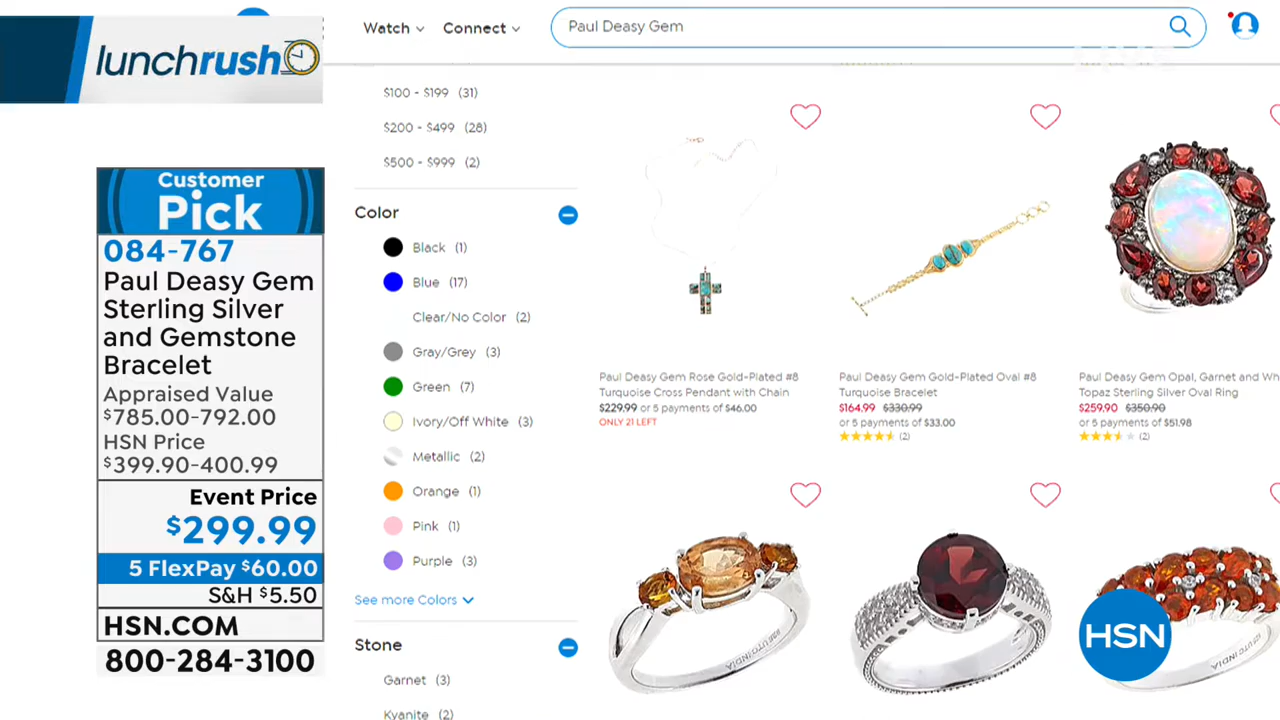 lunchrush
Watch
Connect
Paul Deasy Gem
Customer
Pick
084-767
Paul Deasy Gem
Sterling Silver
and Gemstone
Bracelet
Appraised Value
$785.00-792.00
HSN Price
$399.90-400.99
Event Price
$299.99
5 FlexPay $60.00
S&H $5.50
HSN.COM
800-284-3100
$100 - $199 (31)
$200 - $499 (28)
$500 - $999 (2)
Color
Black (1)
Blue (17)
Clear/No Color (2)
Gray/Grey (3)
Green (7)
Ivory/Off White (3)
Metallic (2)
Orange (1)
Pink (1)
Purple (3)
See more Colors
Stone
Garnet (3)
Kyanite (2)
Paul Deasy Gem Rose Gold-Plated #8
Turquoise Cross Pendant with Chain
$229.99 or 5 payments of $46.00
ONLY 21 LEFT
Paul Deasy Gem Gold-Plated Oval #8
Turquoise Bracelet
$164.99 $330.99
or 5 payments of $33.00
(2)
Paul Deasy Gem Opal, Garnet and Wh
Topaz Sterling Silver Oval Ring
$259.90 $350.90
or 5 payments of $51.98
(2)
HSN